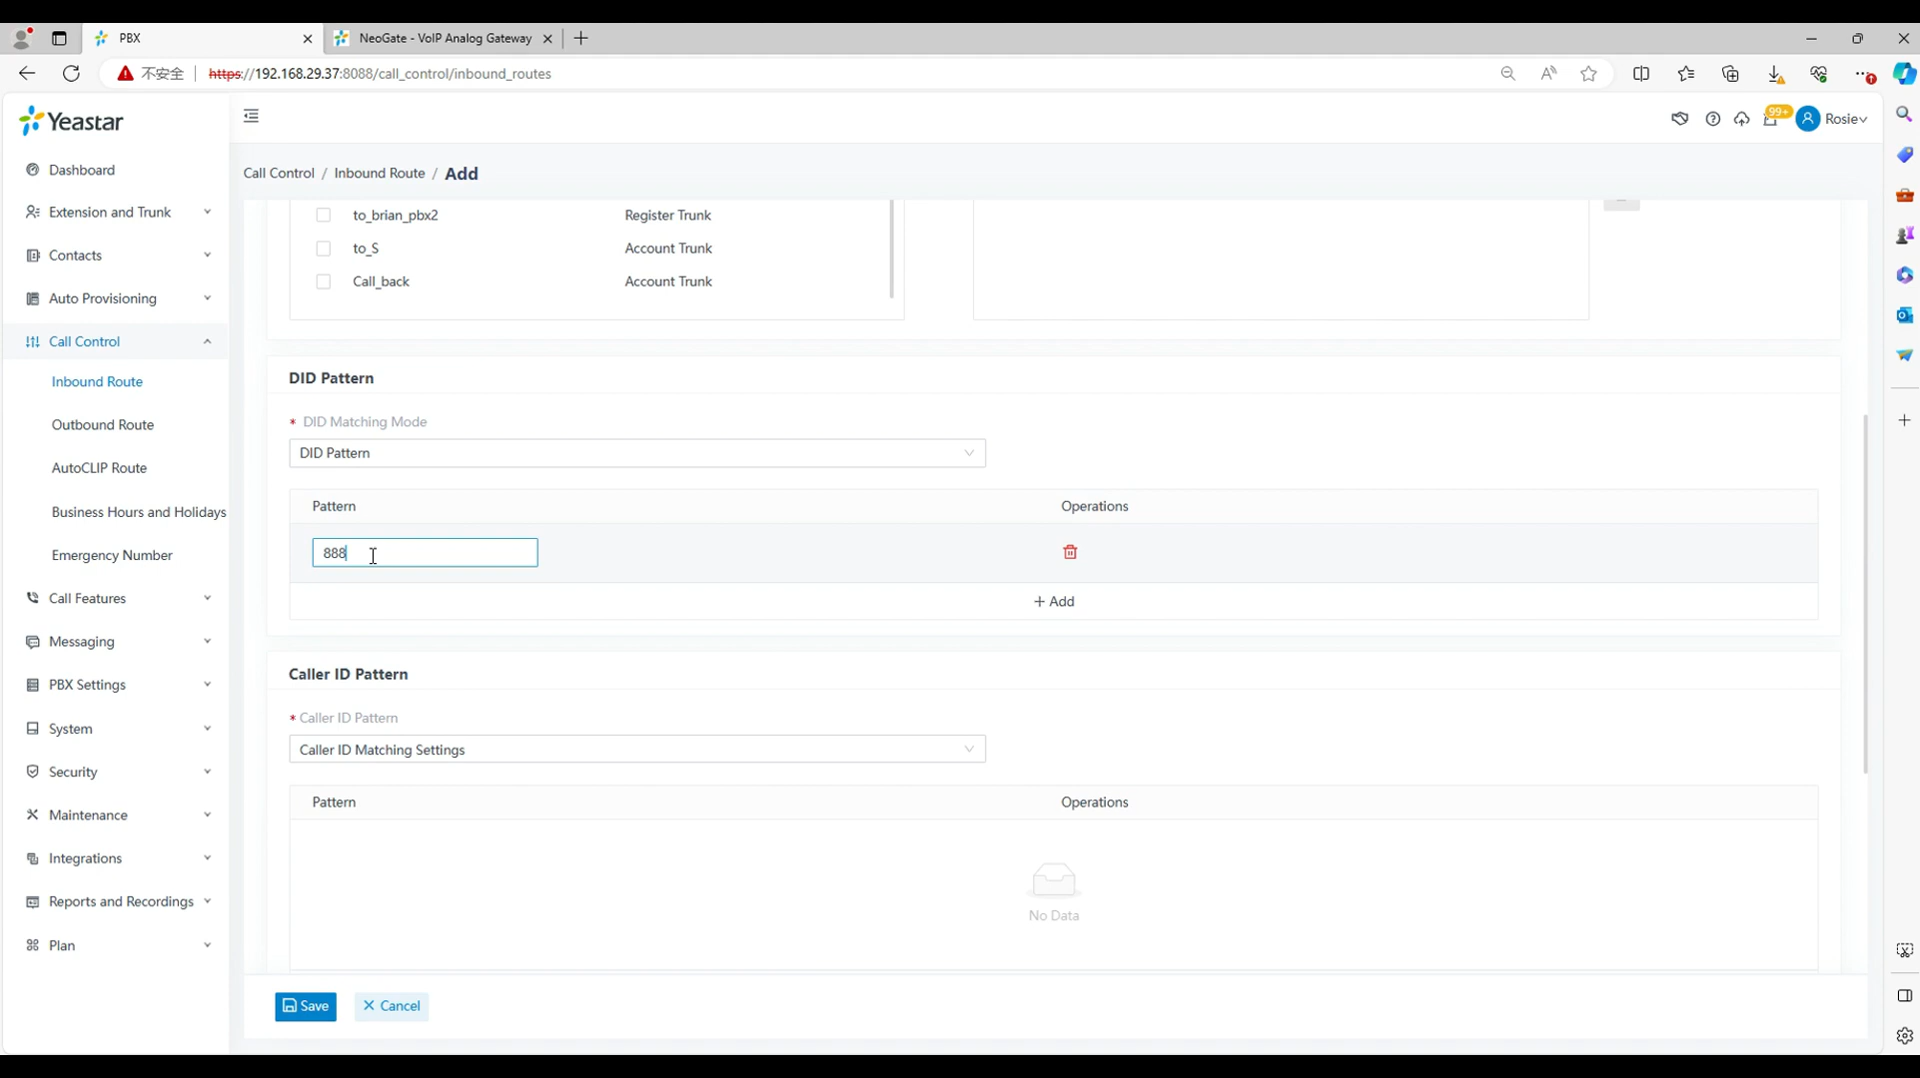 PBX
NeoGate - VoIP Analog Gateway
不安全
https://192.168.29.37:8088/call_control/inbound_routes
Yeastar
99+
Rosie
Dashboard
Extension and Trunk
Contacts
Auto Provisioning
Call Control
Inbound Route
Outbound Route
AutoCLIP Route
Business Hours and Holidays
Emergency Number
Call Features
Messaging
PBX Settings
System
Security
Maintenance
Integrations
Reports and Recordings
Plan
Call Control / Inbound Route / Add
to_brian_pbx2 Register Trunk
to_S Account Trunk
Call_back Account Trunk
DID Pattern
* DID Matching Mode
DID Pattern
Pattern Operations
888
+ Add
Caller ID Pattern
* Caller ID Pattern
Caller ID Matching Settings
Pattern Operations
No Data
Save
Cancel